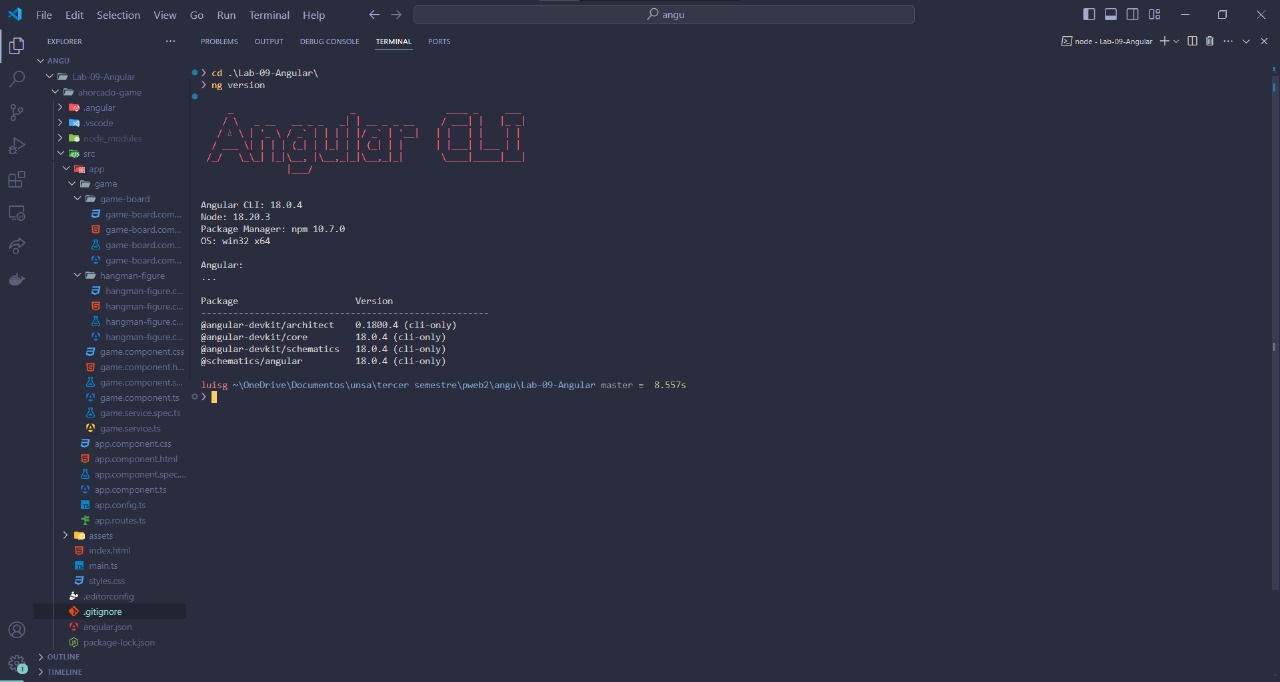 File Edit Selection View Go Run Terminal Help
angu
EXPLORER
PROBLEMS OUTPUT DEBUG CONSOLE TERMINAL PORTS
node - Lab-09-Angular
ANGU
Lab-09-Angular
ahorcado-game
.angular
.vscode
node_modules
src
app
game
game-board
game-board.com...
game-board.com...
game-board.com...
game-board.com...
hangman-figure
hangman-figure.c...
hangman-figure.c...
hangman-figure.c...
hangman-figure.c...
game.component.css
game.component.h...
game.component.s...
game.component.ts
game.service.spec.ts
game.service.ts
app.component.css
app.component.html
app.component.spec....
app.component.ts
app.config.ts
app.routes.ts
assets
index.html
main.ts
styles.css
.editorconfig
.gitignore
angular.json
package-lock.json
OUTLINE
TIMELINE
1
❯ cd .\Lab-09-Angular\
❯ ng version
Angular CLI
Angular CLI: 18.0.4
Node: 18.20.3
Package Manager: npm 10.7.0
OS: win32 x64
Angular:
...
Package Version
------------------------------------------------------
@angular-devkit/architect 0.1800.4 (cli-only)
@angular-devkit/core 18.0.4 (cli-only)
@angular-devkit/schematics 18.0.4 (cli-only)
@schematics/angular 18.0.4 (cli-only)
luisg ~\OneDrive\Documentos\unsa\tercer semestre\pweb2\angu\Lab-09-Angular master ≡ 8.557s
❯